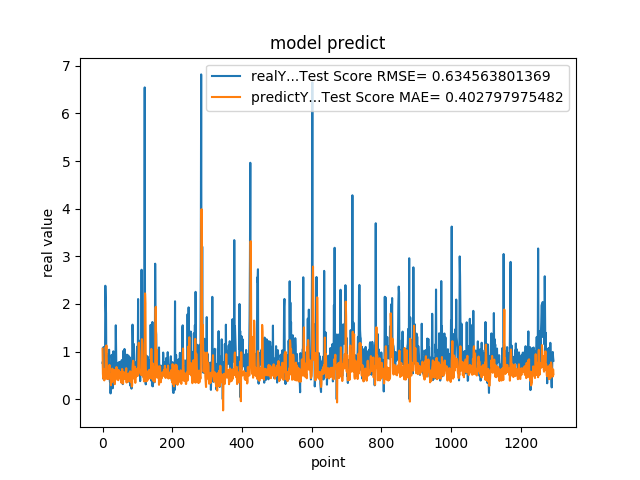 model predict
realY...Test Score RMSE= 0.634563801369
predictY...Test Score MAE= 0.402797975482
real value
7
6
5
4
3
2
1
0
0 200 400 600 800 1000 1200
point